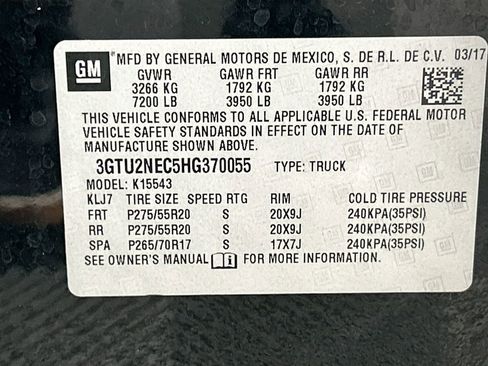 GM
MFD BY GENERAL MOTORS DE MEXICO, S. DE R.L. DE C.V. 03/17
GVWR GAWR FRT GAWR RR
3266 KG 1792 KG 1792 KG
7200 LB 3950 LB 3950 LB
THIS VEHICLE CONFORMS TO ALL APPLICABLE U.S. FEDERAL MOTOR
VEHICLE SAFETY STANDARDS IN EFFECT ON THE DATE OF
MANUFACTURE SHOWN ABOVE.
3GTU2NEC5HG370055 TYPE: TRUCK
MODEL: K15543
KLJ7 TIRE SIZE SPEED RTG RIM COLD TIRE PRESSURE
FRT P275/55R20 S 20X9J 240KPA(35PSI)
RR P275/55R20 S 20X9J 240KPA(35PSI)
SPA P265/70R17 S 17X7J 240KPA(35PSI)
SEE OWNER'S MANUAL FOR MORE INFORMATION.